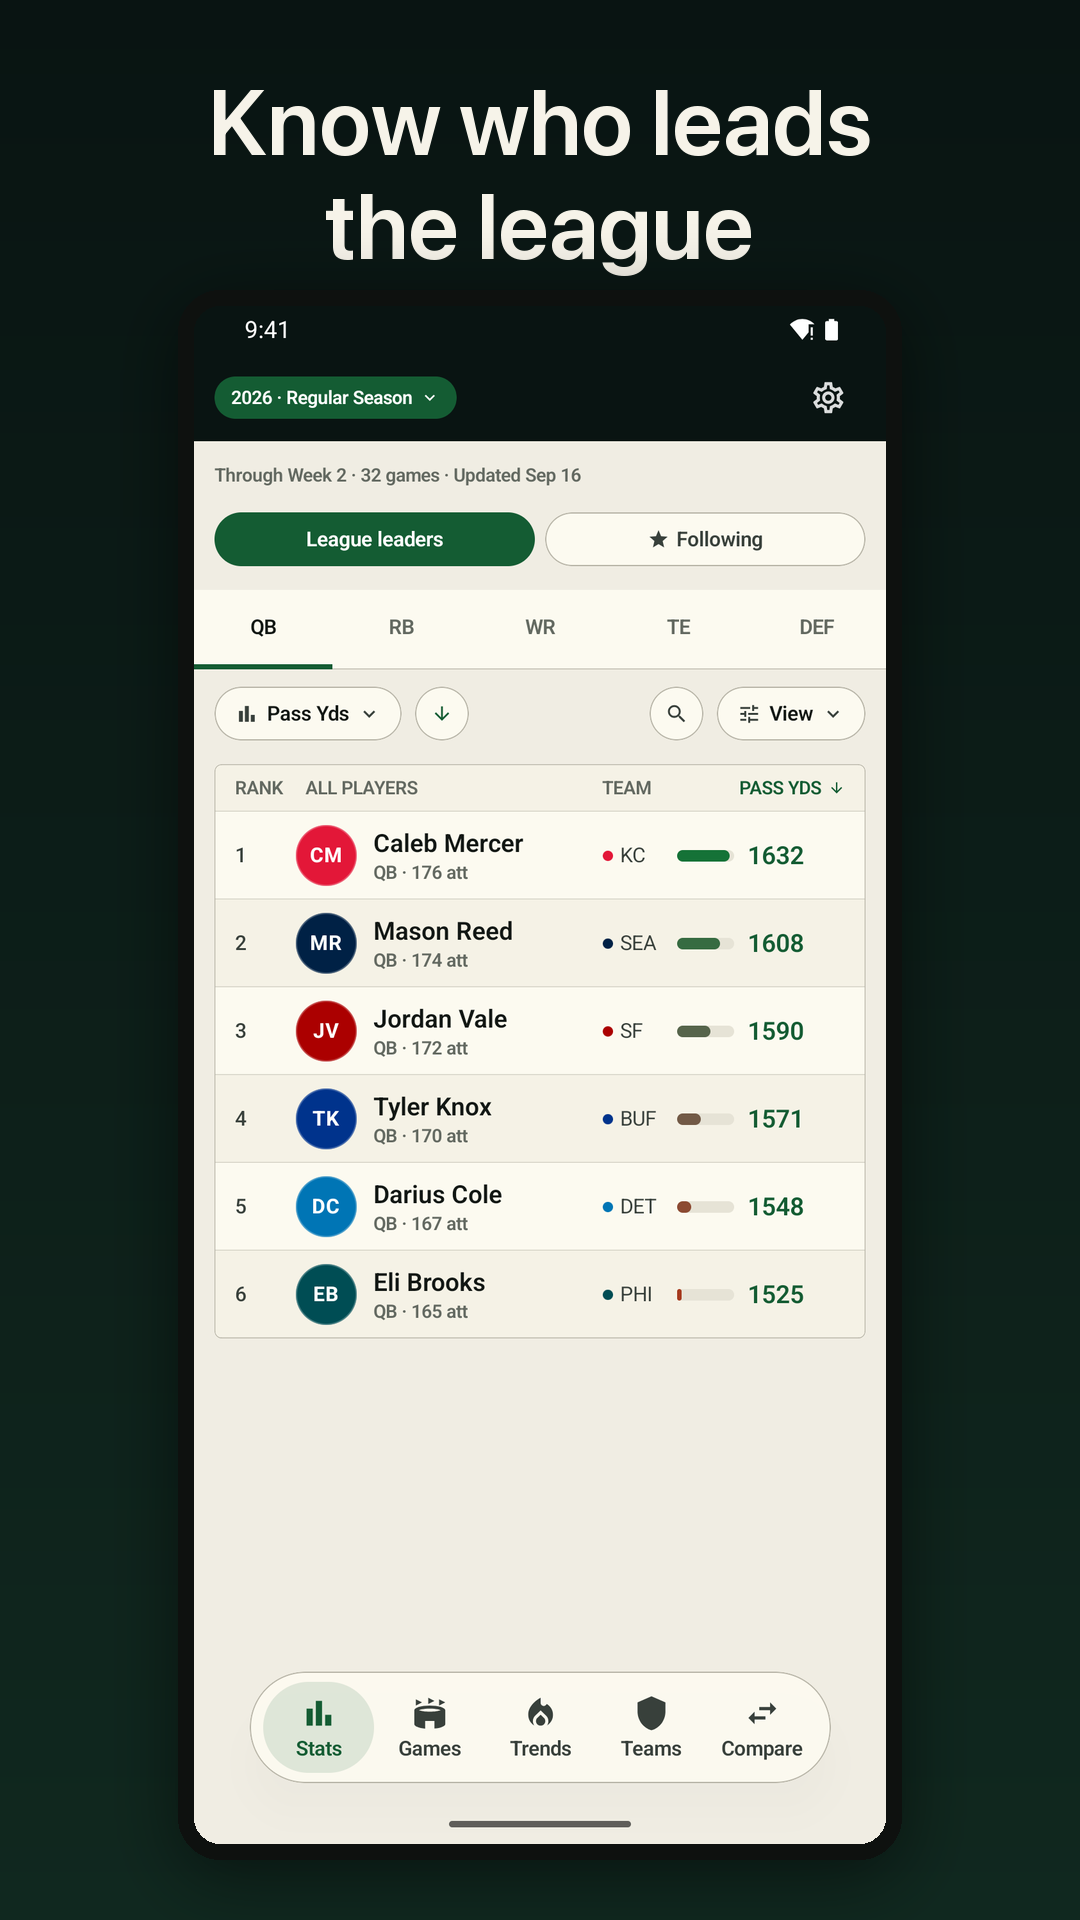 Know who leads
the league
9:41
2026 · Regular Season
Through Week 2 · 32 games · Updated Sep 16
League leaders
Following
QB RB WR TE DEF
Pass Yds
View
RANK ALL PLAYERS TEAM PASS YDS
1 CM Caleb Mercer KC 1632
QB · 176 att
2 MR Mason Reed SEA 1608
QB · 174 att
3 JV Jordan Vale SF 1590
QB · 172 att
4 TK Tyler Knox BUF 1571
QB · 170 att
5 DC Darius Cole DET 1548
QB · 167 att
6 EB Eli Brooks PHI 1525
QB · 165 att
Stats Games Trends Teams Compare